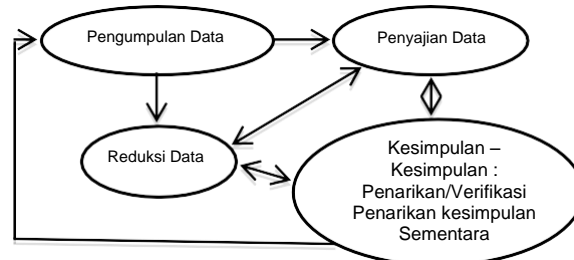 Pengumpulan Data
Penyajian Data
Reduksi Data
Kesimpulan –
Kesimpulan :
Penarikan/Verifikasi
Penarikan kesimpulan
Sementara